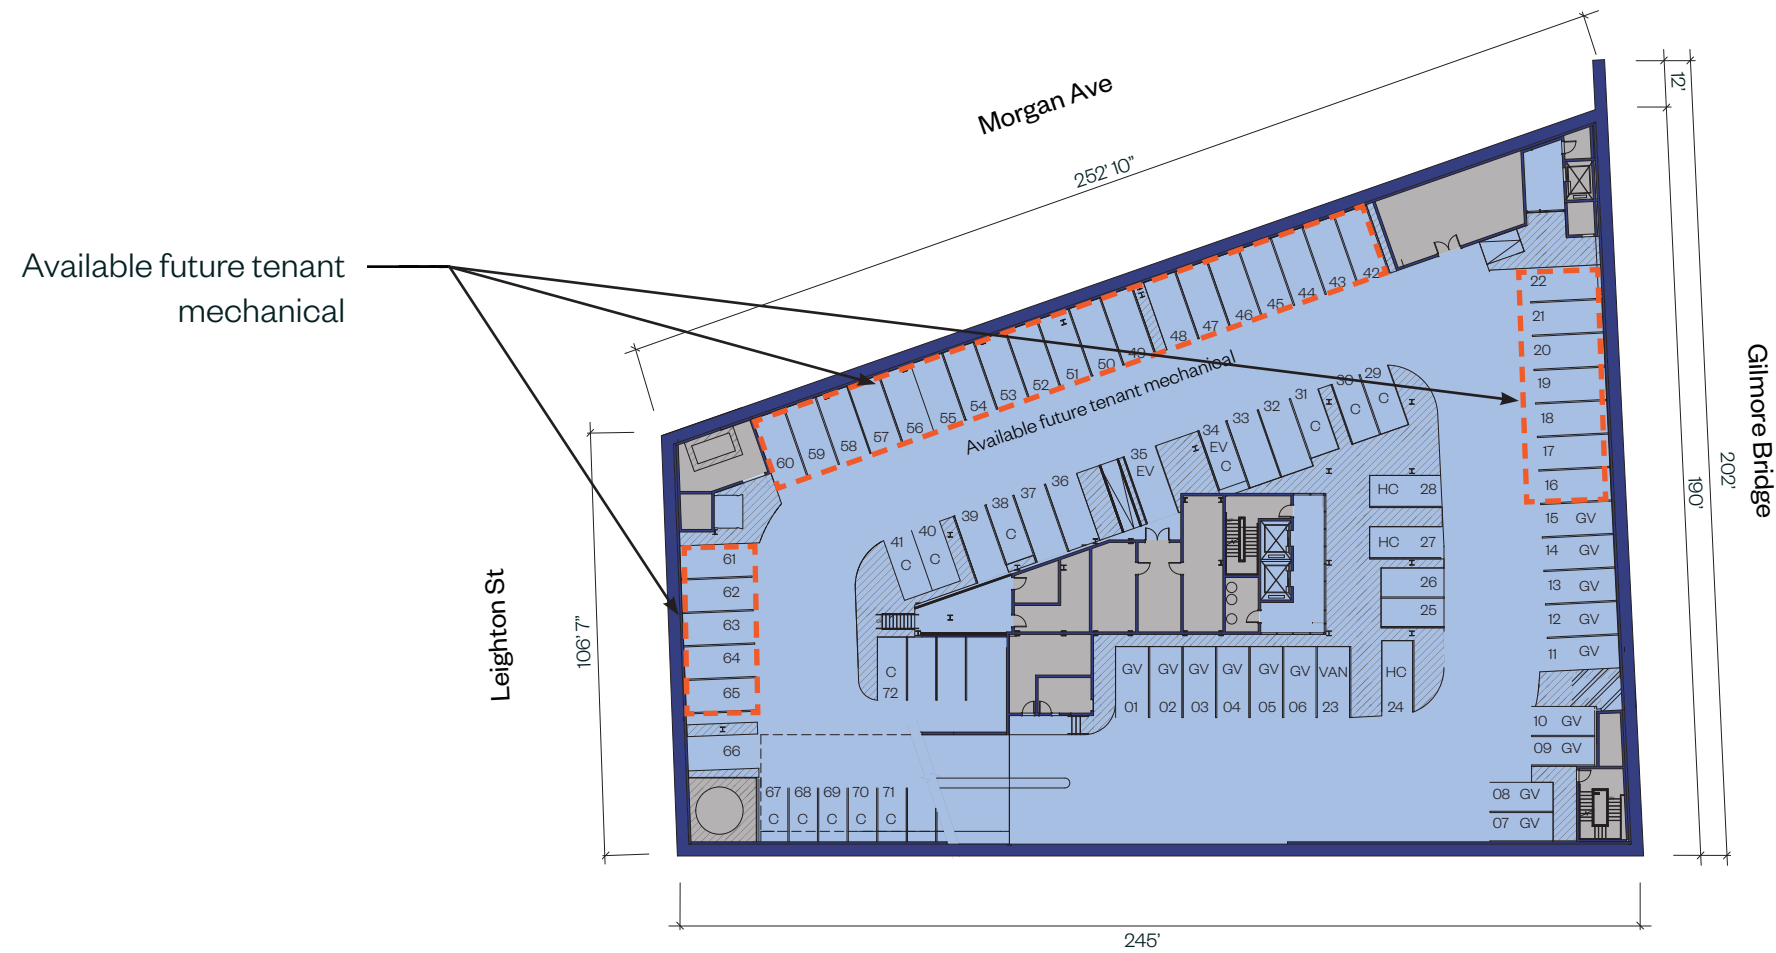 Morgan Ave
252' 10"
12'
Available future tenant
mechanical
22
21
20
19
18
17
16
15 GV
14 GV
13 GV
12 GV
11 GV
10 GV
09 GV
08 GV
07 GV
42
43
44
45
46
47
48
49
50
51
52
53
54
55
56
57
58
59
60
Available future tenant mechanical
29
C
30
C
31
C
32
33
34
EV
C
35
EV
36
37
38
C
39
40
C
41
C
HC 28
HC 27
26
25
61
62
63
64
65
66
C
72
GV
01
GV
02
GV
03
GV
04
GV
05
GV
06
VAN
23
HC
24
67
C
68
C
69
C
70
C
71
C
Leighton St
106' 7"
Gilmore Bridge
202'
190'
245'